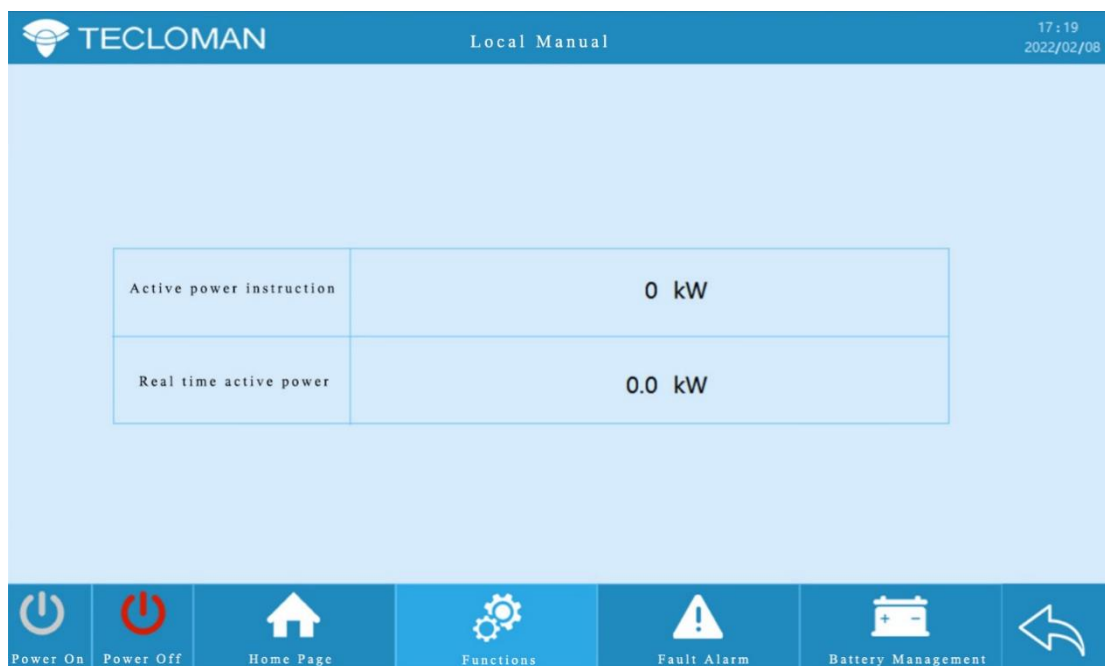 TECLOMAN
Local Manual
17:19
2022/02/08
Active power instruction
0 kW
Real time active power
0.0 kW
Power On
Power Off
Home Page
Functions
Fault Alarm
Battery Management